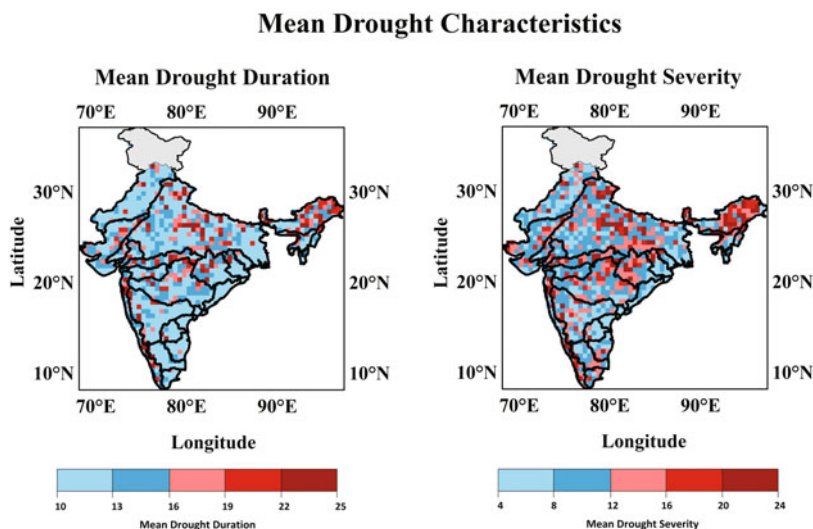 Mean Drought Characteristics
Mean Drought Duration
70°E 80°E 90°E
30°N 30°N
Latitude
20°N 20°N
10°N 10°N
70°E 80°E 90°E
Longitude
10 13 16 19 22 25
Mean Drought Duration
Mean Drought Severity
70°E 80°E 90°E
30°N 30°N
Latitude
20°N 20°N
10°N 10°N
70°E 80°E 90°E
Longitude
4 8 12 16 20 24
Mean Drought Severity